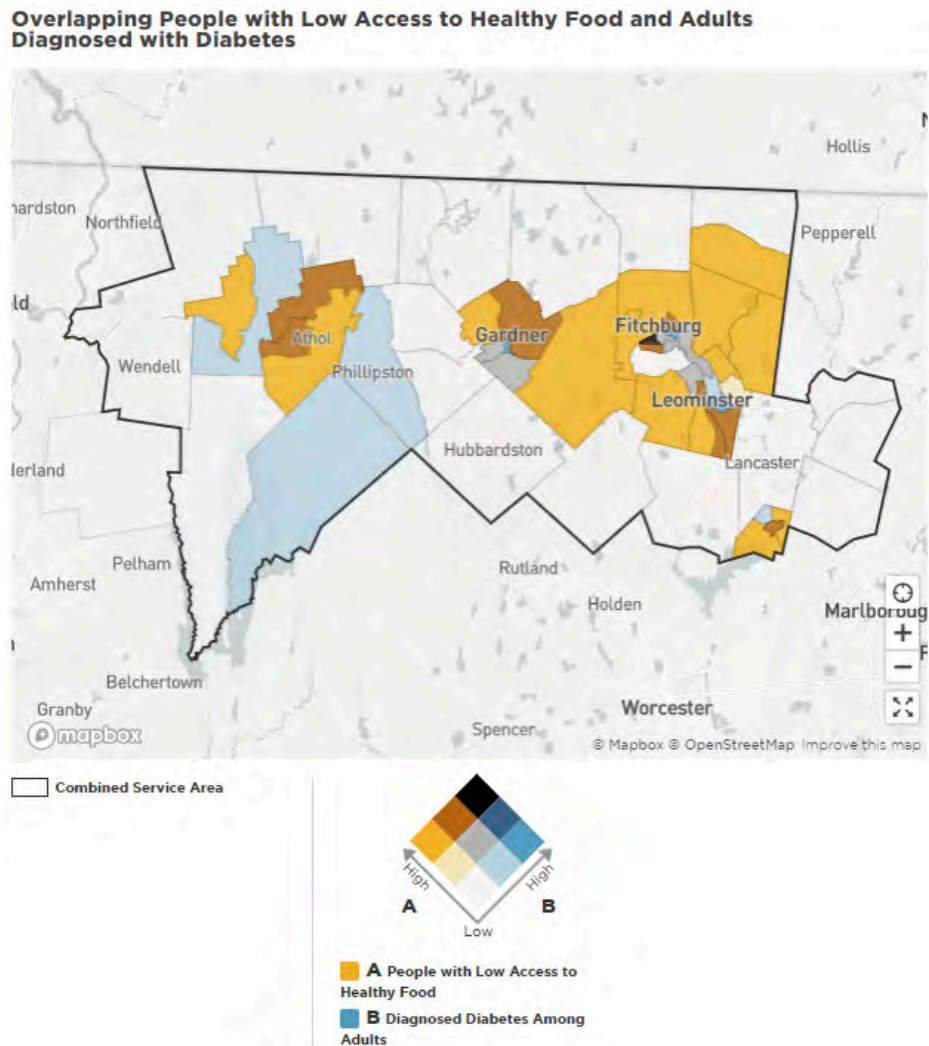 Overlapping People with Low Access to Healthy Food and Adults
Diagnosed with Diabetes
Hollis
Northfield
Pepperell
Gardner
Fitchburg
Athol
Wendell
Phillipston
Leominster
Hubbardston
Lancaster
Pelham
Rutland
Amherst
Holden
Belchertown
Granby
Worcester
Spencer
mapbox
© Mapbox © OpenStreetMap Improve this map
Combined Service Area
High
High
A
B
Low
A People with Low Access to
Healthy Food
B Diagnosed Diabetes Among
Adults